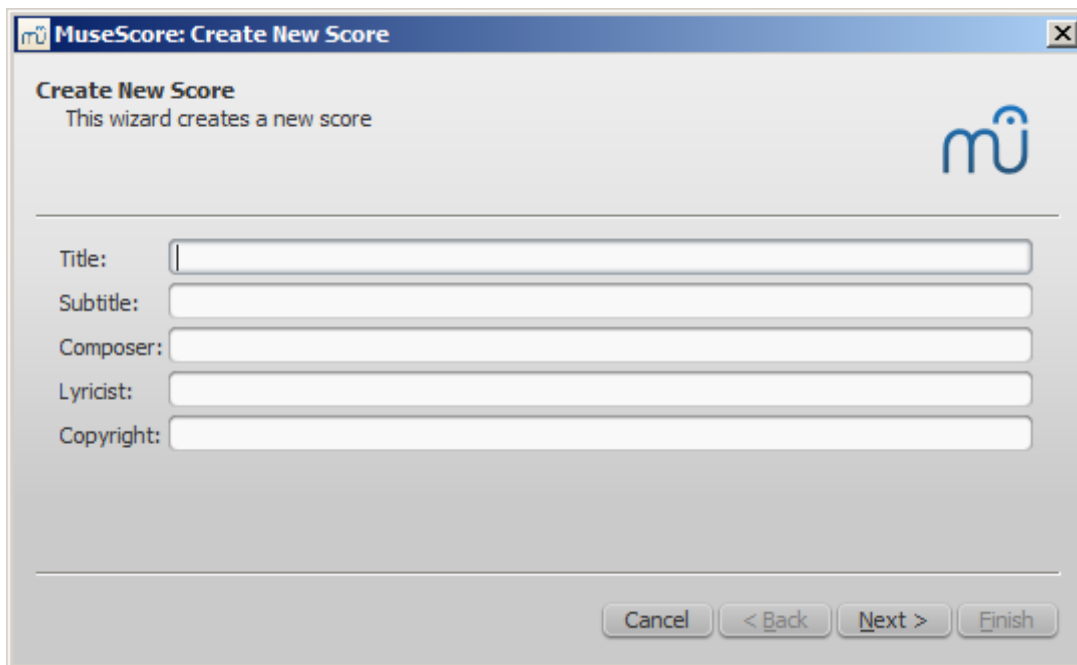 MuseScore: Create New Score
Create New Score
This wizard creates a new score
Title:
Subtitle:
Composer:
Lyricist:
Copyright:
Cancel < Back Next > Finish